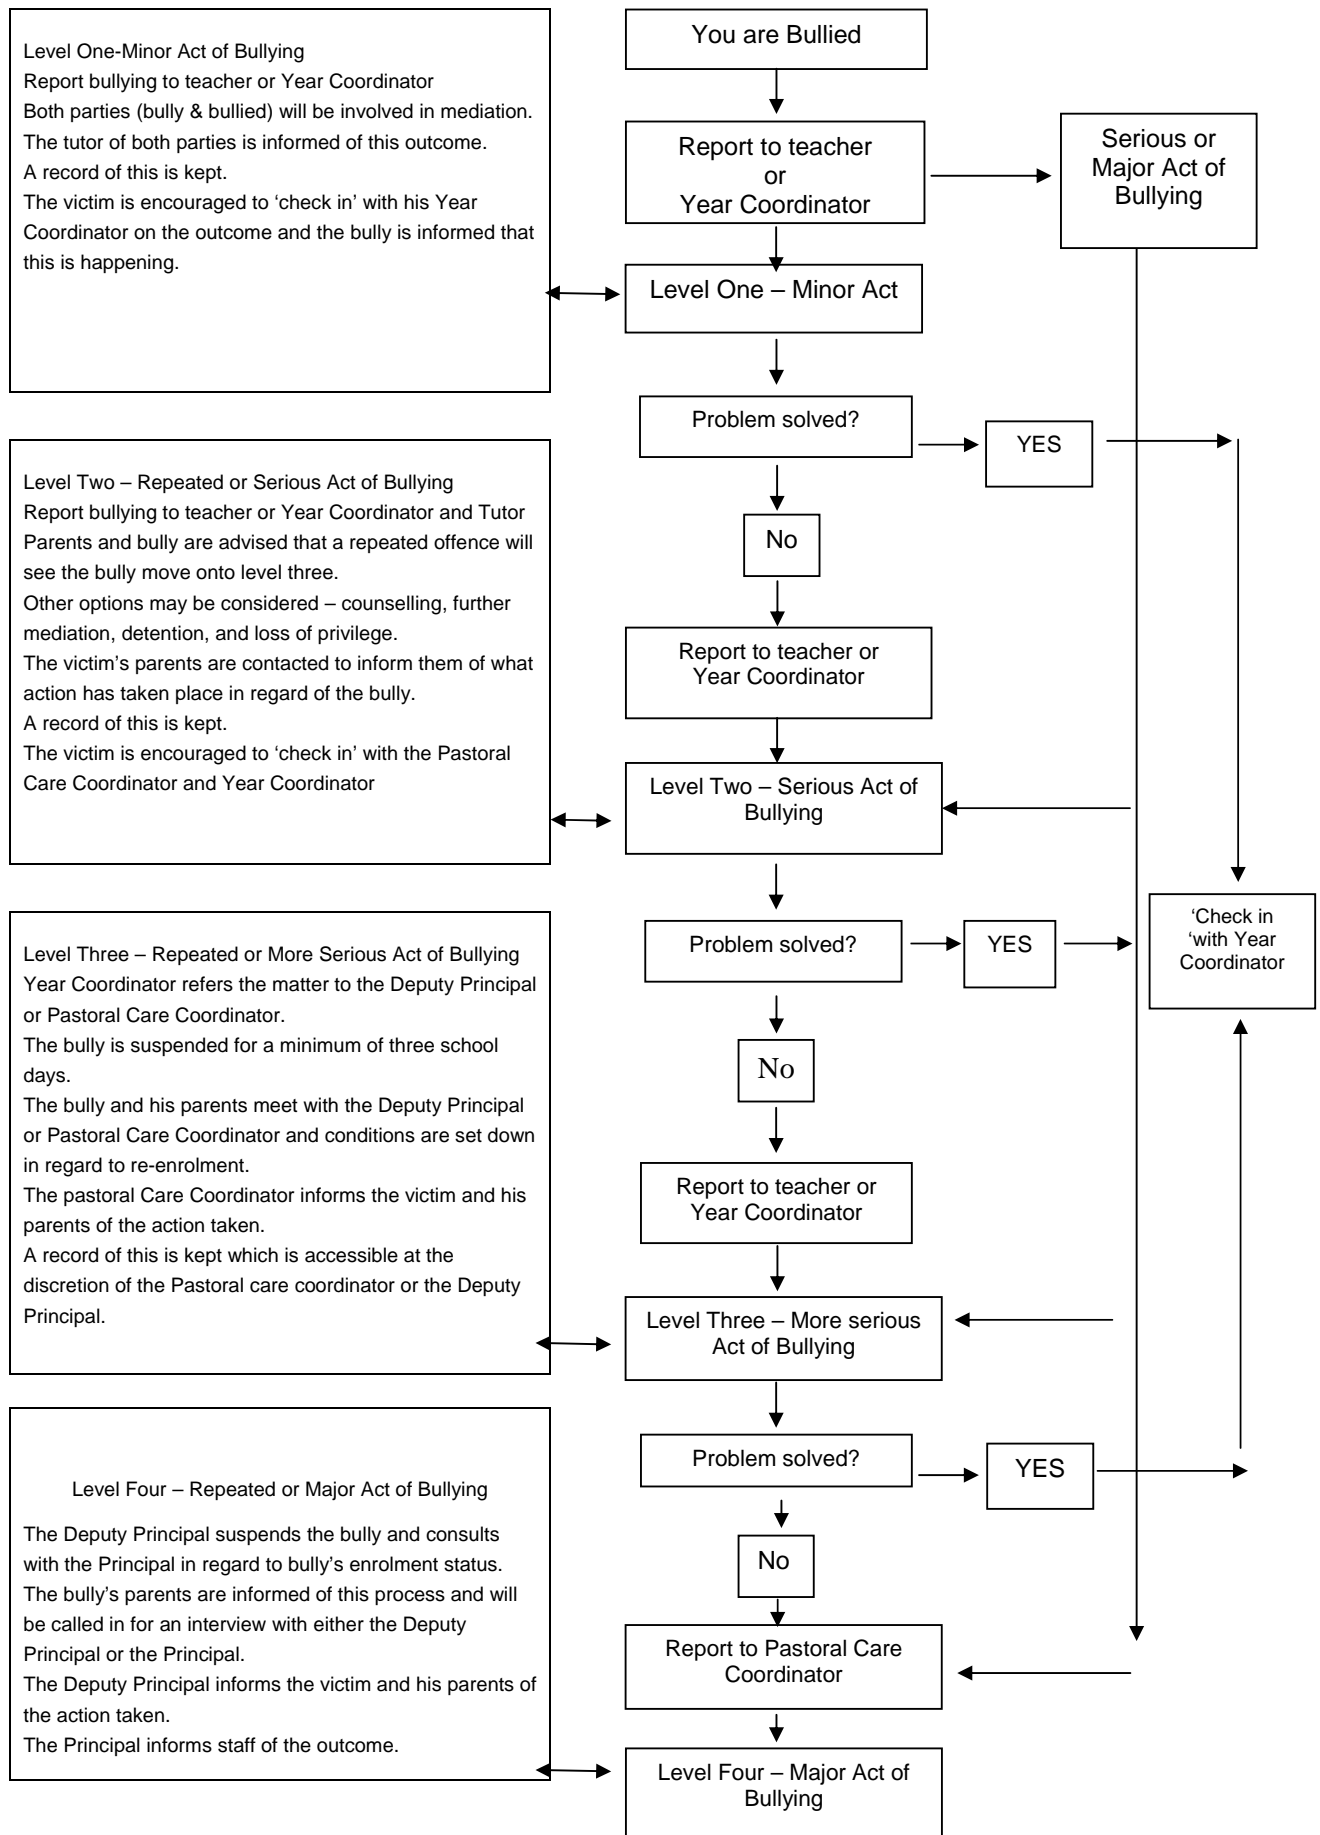 Level One-Minor Act of Bullying
Report bullying to teacher or Year Coordinator
Both parties (bully & bullied) will be involved in mediation.
The tutor of both parties is informed of this outcome.
A record of this is kept.
The victim is encouraged to ‘check in’ with his Year
Coordinator on the outcome and the bully is informed that
this is happening.
You are Bullied
Report to teacher
or
Year Coordinator
Serious or
Major Act of
Bullying
Level One – Minor Act
Problem solved?
YES
No
Level Two – Repeated or Serious Act of Bullying
Report bullying to teacher or Year Coordinator and Tutor
Parents and bully are advised that a repeated offence will
see the bully move onto level three.
Other options may be considered – counselling, further
mediation, detention, and loss of privilege.
The victim’s parents are contacted to inform them of what
action has taken place in regard of the bully.
A record of this is kept.
The victim is encouraged to ‘check in’ with the Pastoral
Care Coordinator and Year Coordinator
Report to teacher or
Year Coordinator
Level Two – Serious Act of
Bullying
Problem solved?
YES
‘Check in
‘with Year
Coordinator
No
Level Three – Repeated or More Serious Act of Bullying
Year Coordinator refers the matter to the Deputy Principal
or Pastoral Care Coordinator.
The bully is suspended for a minimum of three school
days.
The bully and his parents meet with the Deputy Principal
or Pastoral Care Coordinator and conditions are set down
in regard to re-enrolment.
The pastoral Care Coordinator informs the victim and his
parents of the action taken.
A record of this is kept which is accessible at the
discretion of the Pastoral care coordinator or the Deputy
Principal.
Report to teacher or
Year Coordinator
Level Three – More serious
Act of Bullying
Problem solved?
YES
No
Level Four – Repeated or Major Act of Bullying
The Deputy Principal suspends the bully and consults
with the Principal in regard to bully’s enrolment status.
The bully’s parents are informed of this process and will
be called in for an interview with either the Deputy
Principal or the Principal.
The Deputy Principal informs the victim and his parents of
the action taken.
The Principal informs staff of the outcome.
Report to Pastoral Care
Coordinator
Level Four – Major Act of
Bullying